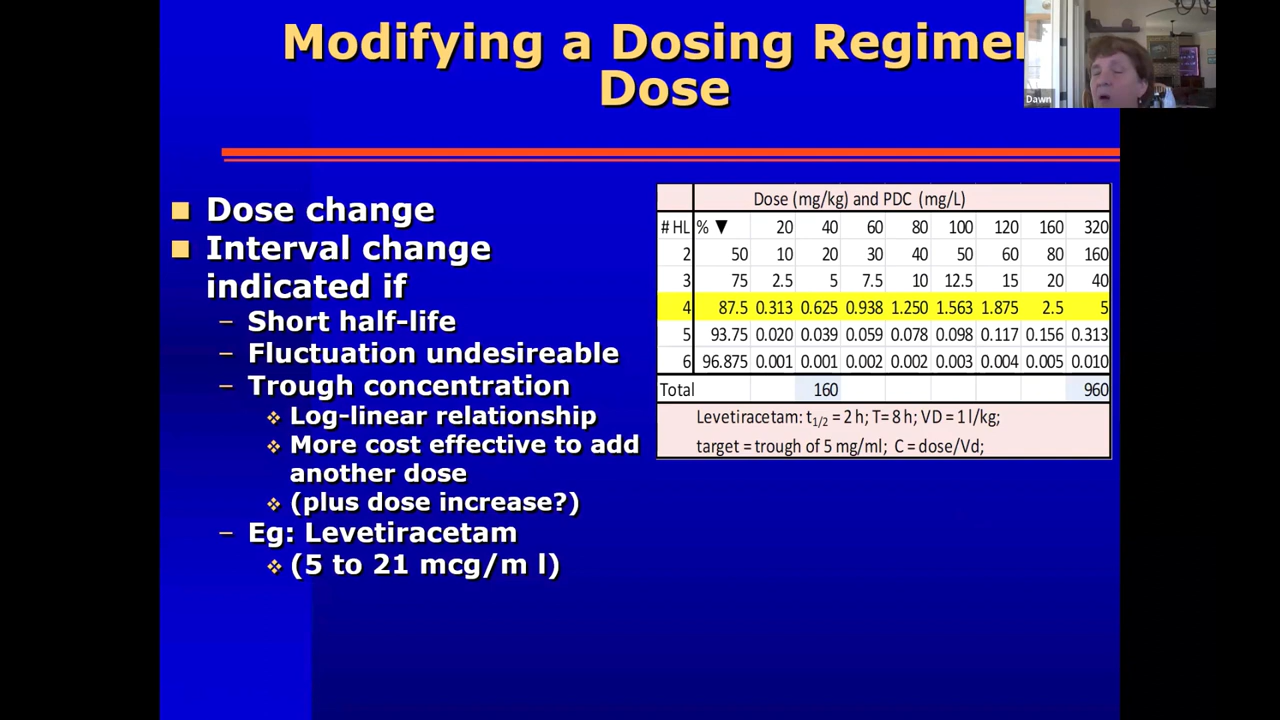 Modifying a Dosing Regimen
Dose
Dawn
■ Dose change
■ Interval change
indicated if
– Short half-life
– Fluctuation undesireable
– Trough concentration
❖ Log-linear relationship
❖ More cost effective to add
another dose
❖ (plus dose increase?)
– Eg: Levetiracetam
❖ (5 to 21 mcg/m l)
Dose (mg/kg) and PDC (mg/L)
# HL % ▼ 20 40 60 80 100 120 160 320
2 50 10 20 30 40 50 60 80 160
3 75 2.5 5 7.5 10 12.5 15 20 40
4 87.5 0.313 0.625 0.938 1.250 1.563 1.875 2.5 5
5 93.75 0.020 0.039 0.059 0.078 0.098 0.117 0.156 0.313
6 96.875 0.001 0.001 0.002 0.002 0.003 0.004 0.005 0.010
Total 160 960
Levetiracetam: t1/2 = 2 h; T= 8 h; VD = 1 l/kg;
target = trough of 5 mg/ml; C = dose/Vd;